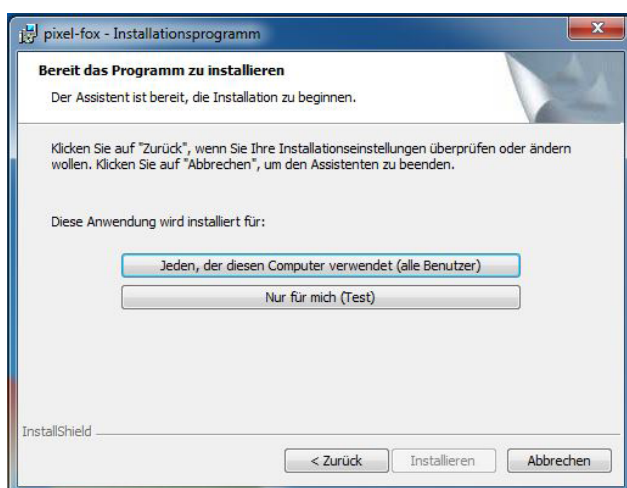 pixel-fox - Installationsprogramm
Bereit das Programm zu installieren
Der Assistent ist bereit, die Installation zu beginnen.
Klicken Sie auf "Zurück", wenn Sie Ihre Installationseinstellungen überprüfen oder ändern
wollen. Klicken Sie auf "Abbrechen", um den Assistenten zu beenden.
Diese Anwendung wird installiert für:
Jeden, der diesen Computer verwendet (alle Benutzer)
Nur für mich (Test)
InstallShield
< Zurück Installieren Abbrechen